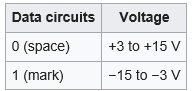 Data circuits Voltage
0 (space) +3 to +15 V
1 (mark) −15 to −3 V